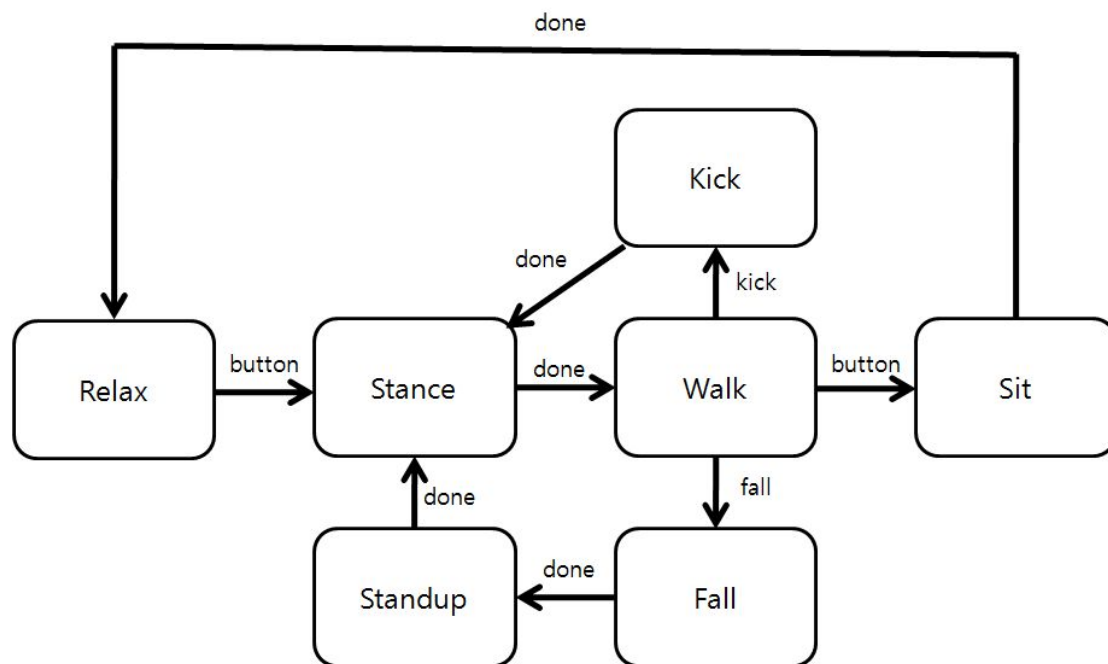 done
Kick
done
kick
Relax
button
Stance
done
Walk
button
Sit
done
fall
Standup
done
Fall